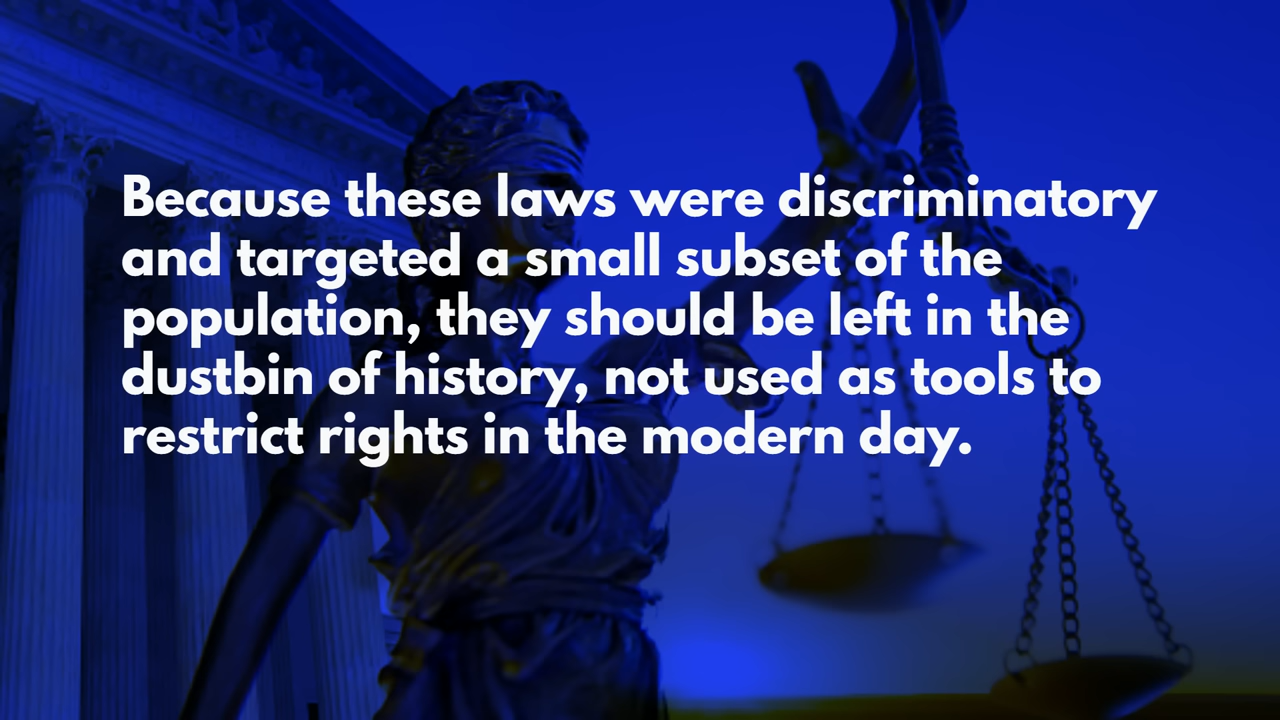 Because these laws were discriminatory
and targeted a small subset of the
population, they should be left in the
dustbin of history, not used as tools to
restrict rights in the modern day.